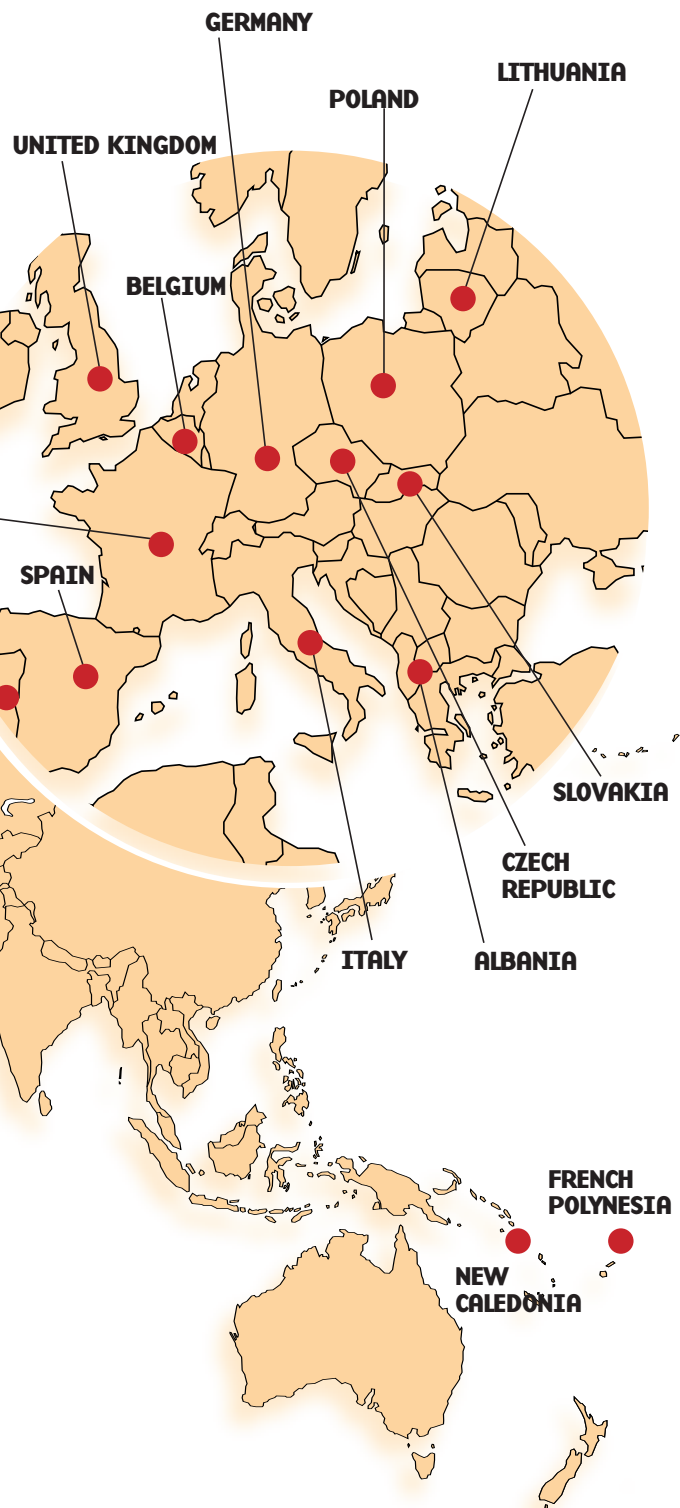 GERMANY
LITHUANIA
POLAND
UNITED KINGDOM
BELGIUM
SPAIN
SLOVAKIA
CZECH
REPUBLIC
ITALY
ALBANIA
FRENCH
POLYNESIA
NEW
CALEDONIA